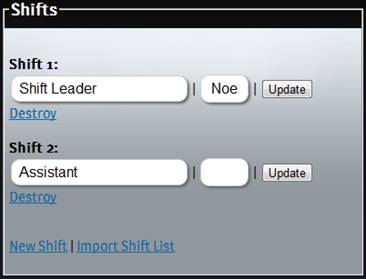 Shifts
Shift 1:
Shift Leader | Noe | Update
Destroy
Shift 2:
Assistant | | Update
Destroy
New Shift | Import Shift List